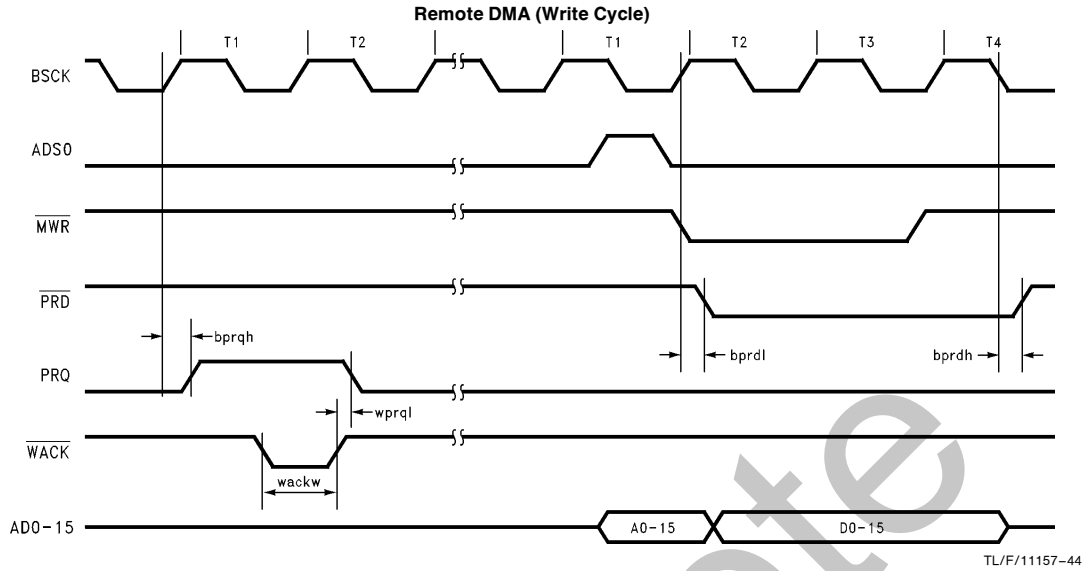 Remote DMA (Write Cycle)
T1 T2 T1 T2 T3 T4
BSCK
ADS0
MWR
PRD
bprqh bprdl bprdh
PRQ
wprql
WACK
wackw
AD0-15 A0-15 D0-15
TL/F/11157-44